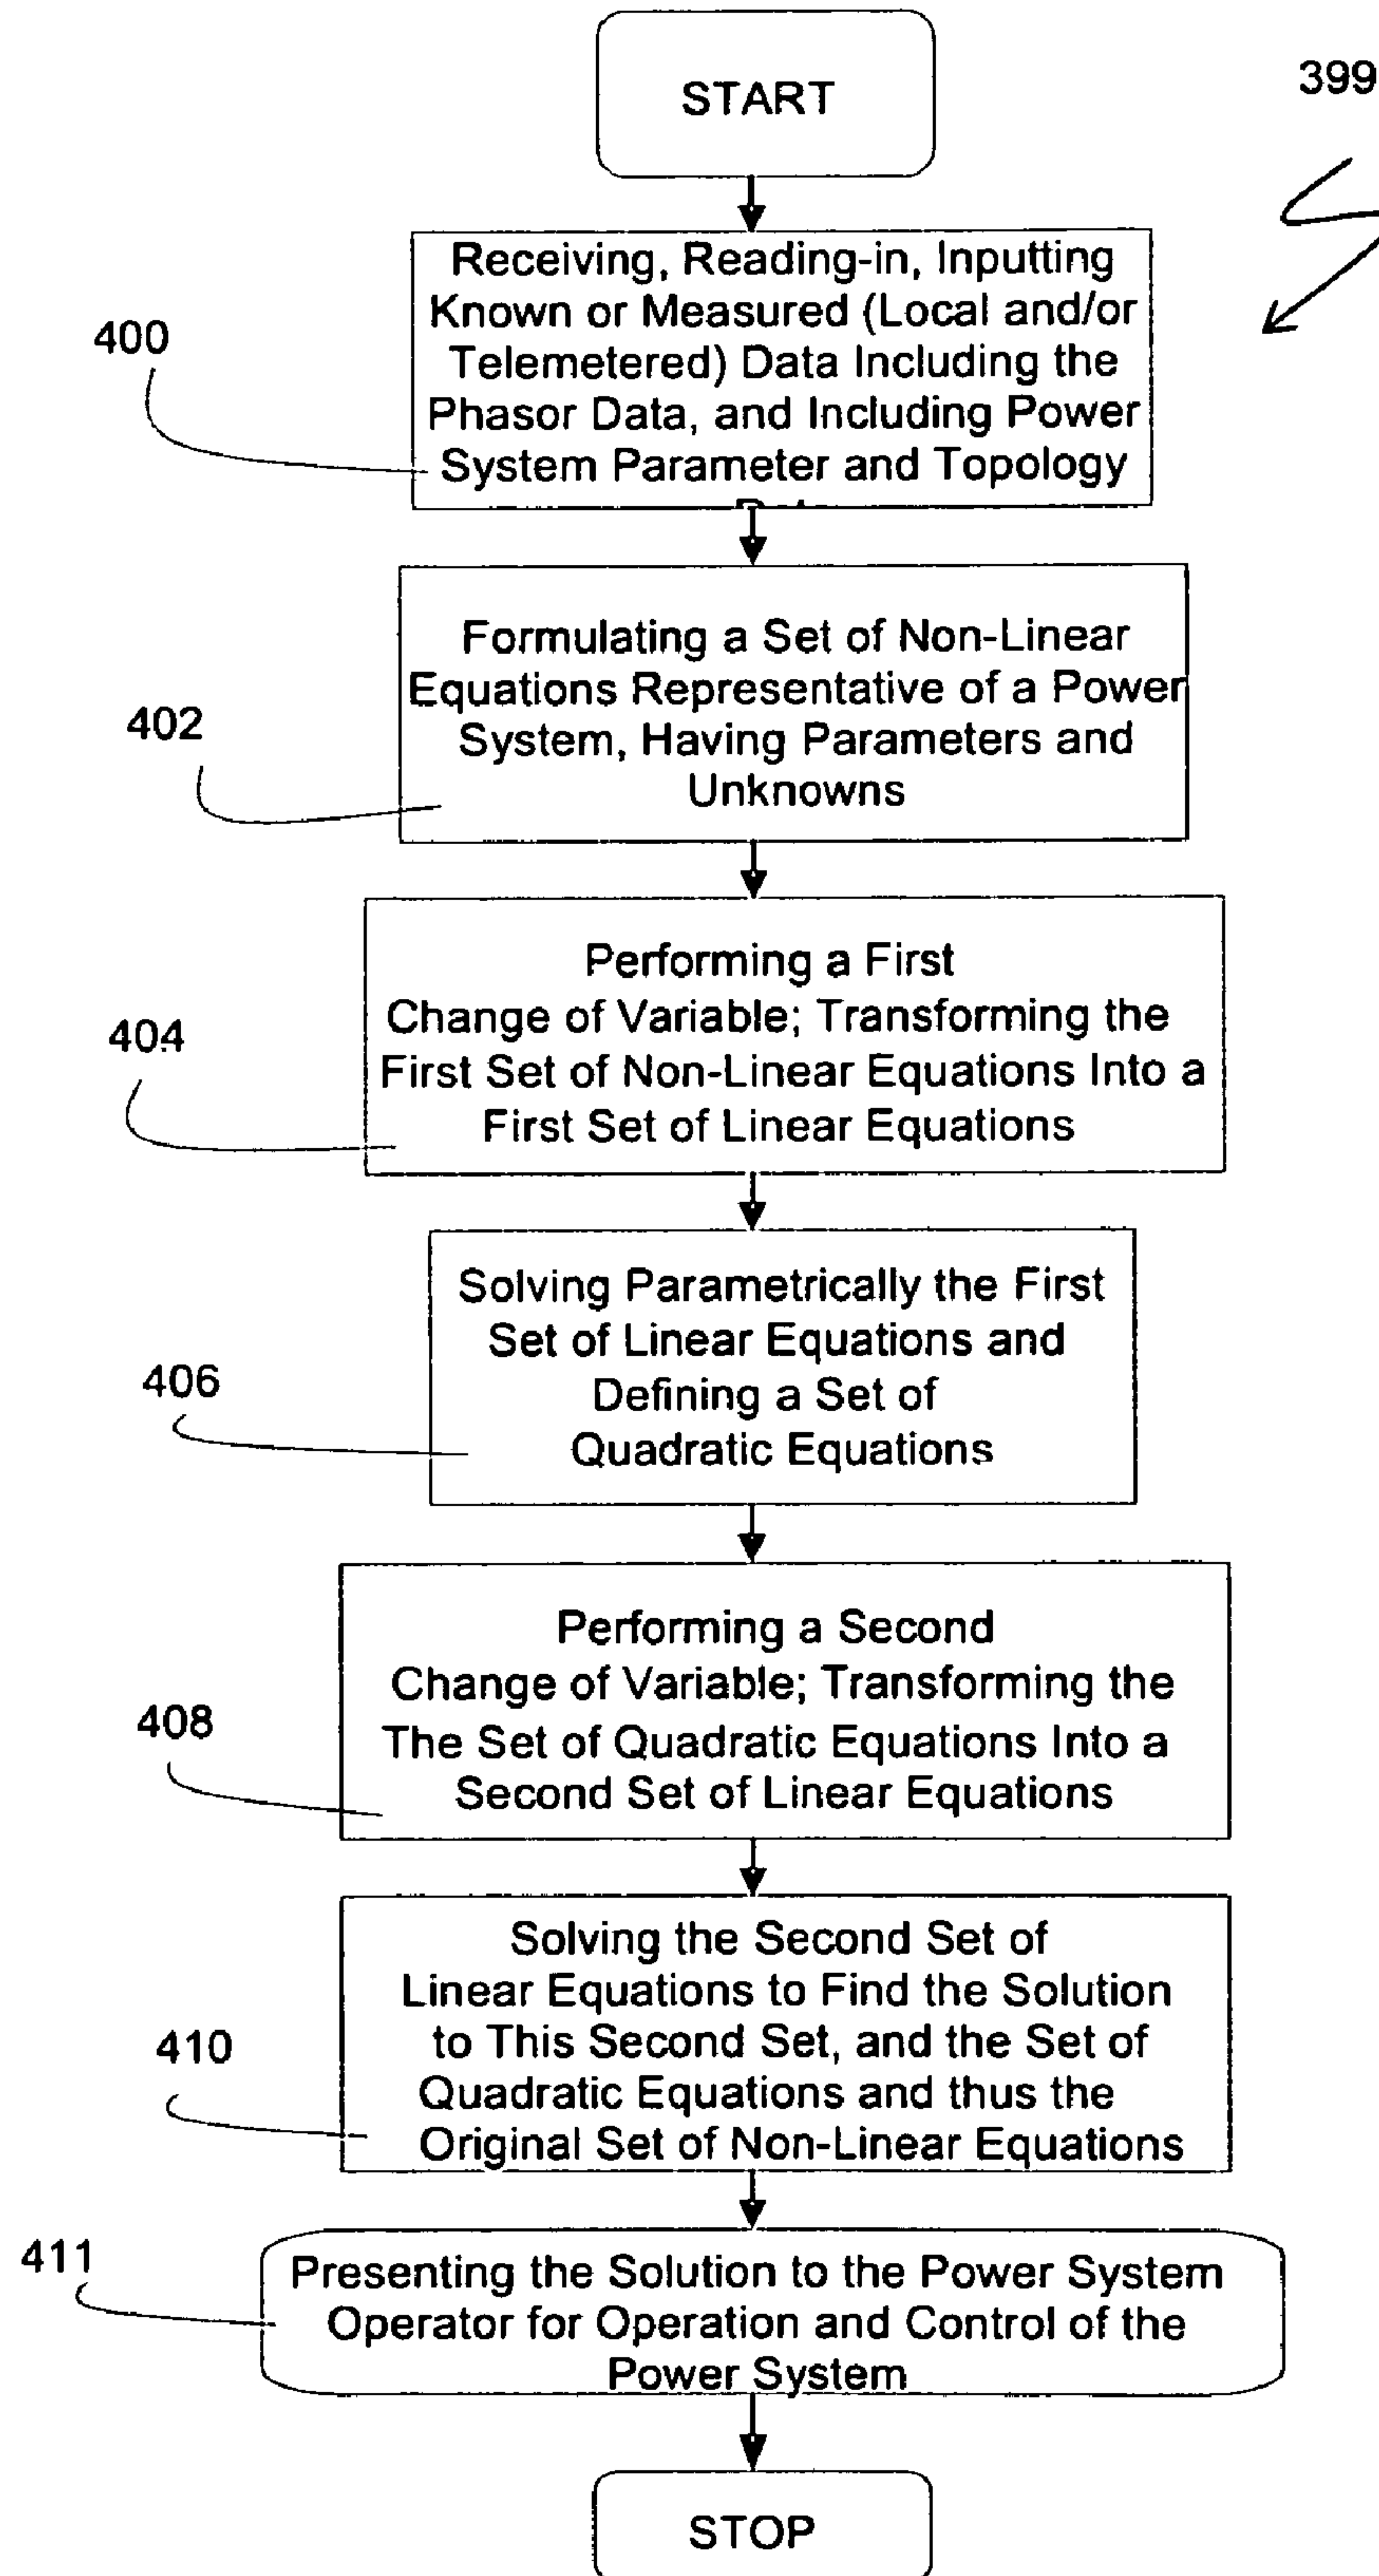 START
399
Receiving, Reading-in, Inputting
Known or Measured (Local and/or
Telemetered) Data Including the
Phasor Data, and Including Power
System Parameter and Topology
400
Formulating a Set of Non-Linear
Equations Representative of a Power
System, Having Parameters and
Unknowns
402
Performing a First
Change of Variable; Transforming the
First Set of Non-Linear Equations Into a
First Set of Linear Equations
404
Solving Parametrically the First
Set of Linear Equations and
Defining a Set of
Quadratic Equations
406
Performing a Second
Change of Variable; Transforming the
The Set of Quadratic Equations Into a
Second Set of Linear Equations
408
Solving the Second Set of
Linear Equations to Find the Solution
to This Second Set, and the Set of
Quadratic Equations and thus the
Original Set of Non-Linear Equations
410
411
Presenting the Solution to the Power System
Operator for Operation and Control of the
Power System
STOP